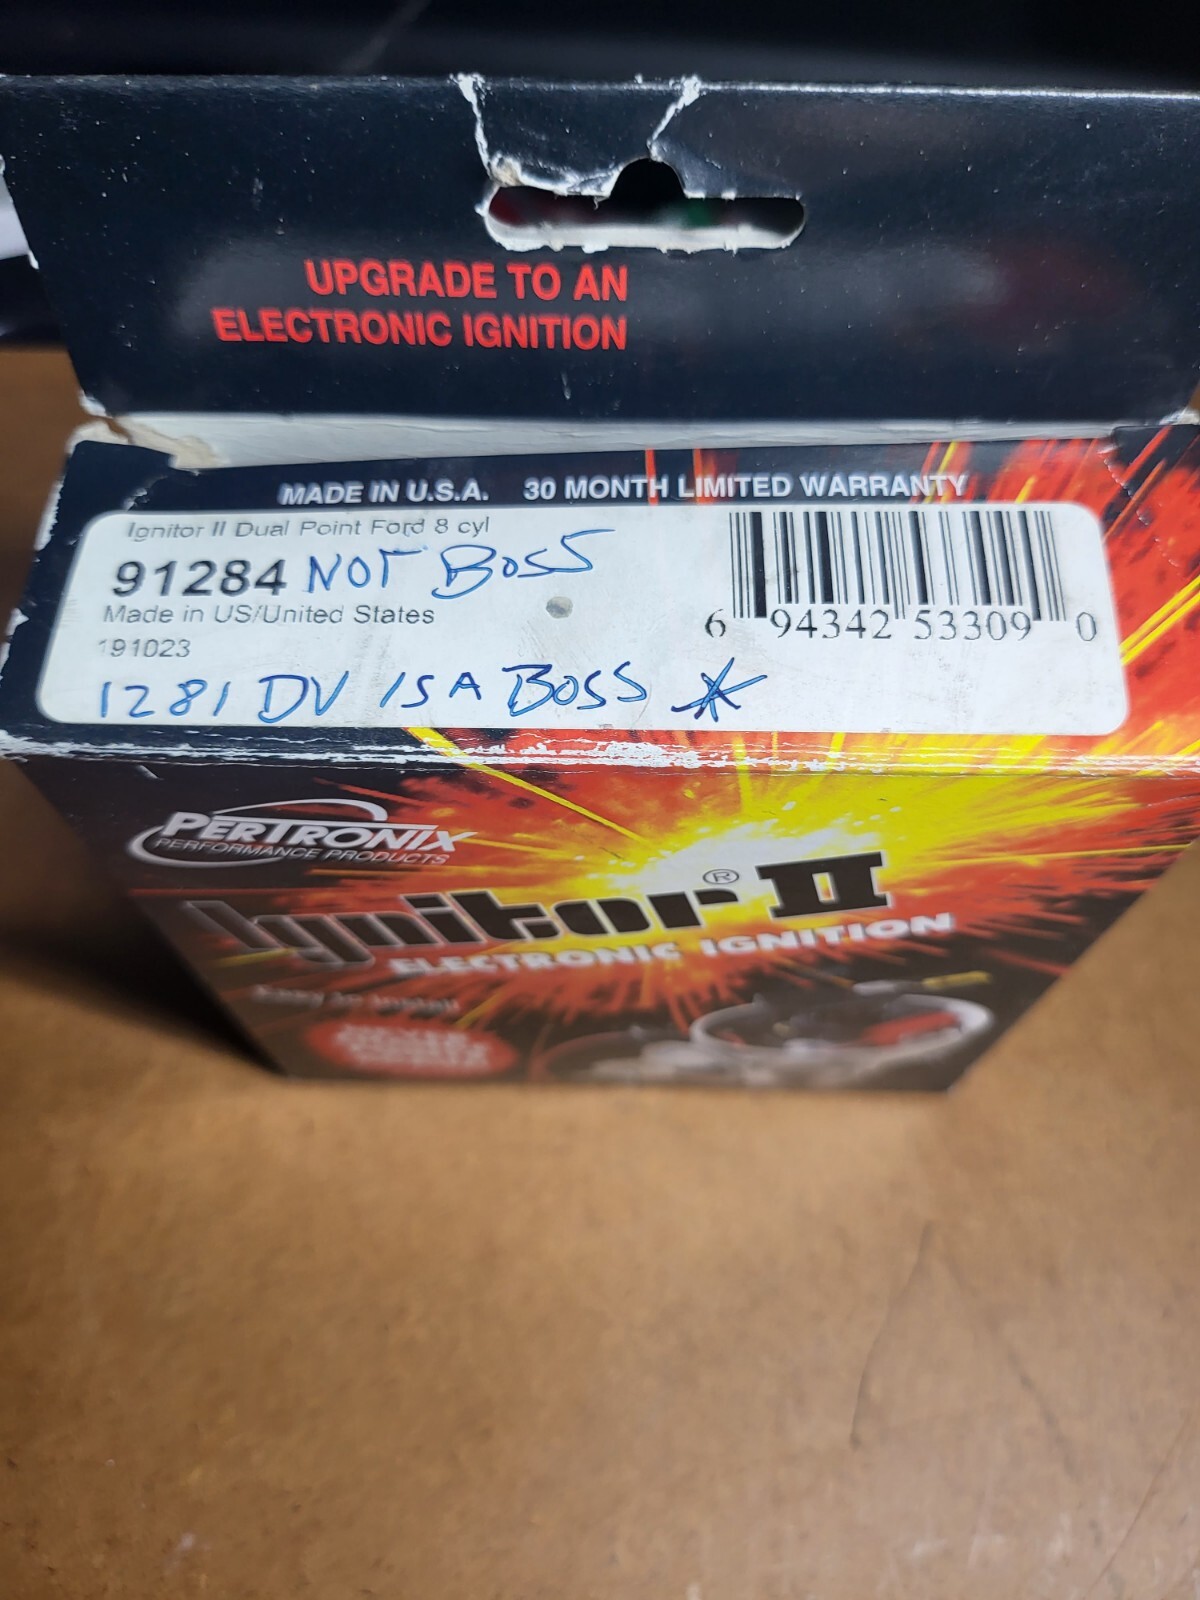 UPGRADE TO AN
ELECTRONIC IGNITION
MADE IN U.S.A. 30 MONTH LIMITED WARRANTY
Ignitor II Dual Point Ford 8 cyl
91284 NOT BOSS
Made in US/United States
191023
6 94342 53309 0
1281 DV IS A BOSS *
PERTRONIX
PERFORMANCE PRODUCTS
Ignitor® II
ELECTRONIC IGNITION